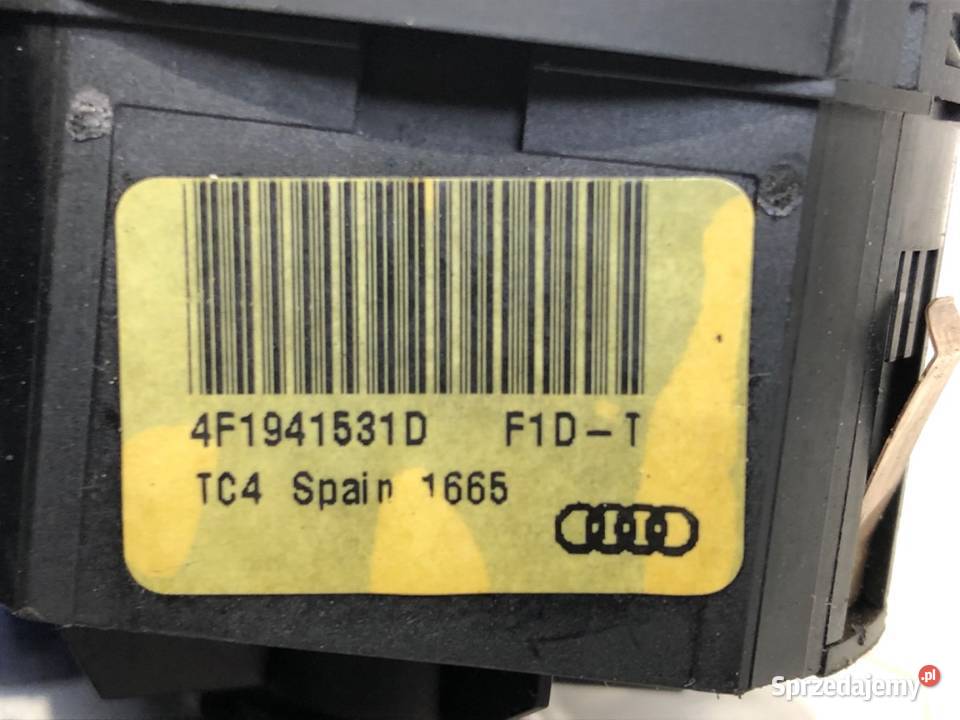 4F1941531D F1D-T
TC4 Spain 1665
Sprzedajemy.pl